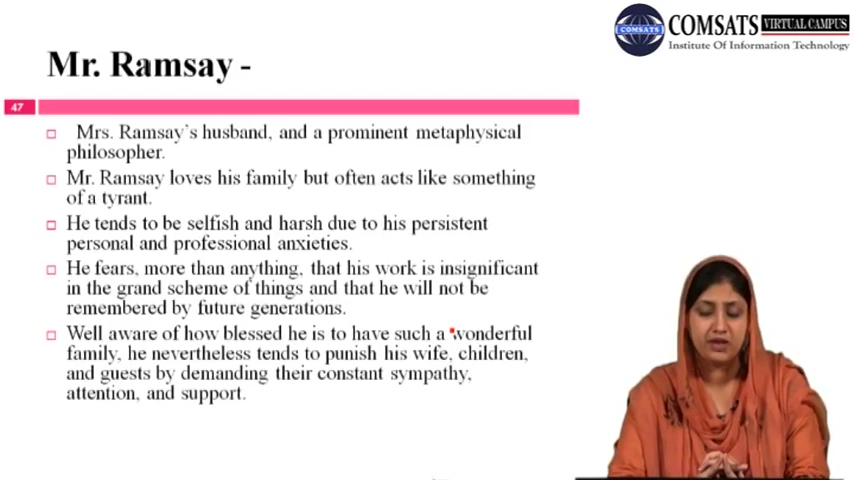 COMSATS
COMSATS VIRTUAL CAMPUS
Institute Of Information Technology
Mr. Ramsay -
47
Mrs. Ramsay's husband, and a prominent metaphysical
philosopher.
Mr. Ramsay loves his family but often acts like something
of a tyrant.
He tends to be selfish and harsh due to his persistent
personal and professional anxieties.
He fears, more than anything, that his work is insignificant
in the grand scheme of things and that he will not be
remembered by future generations.
Well aware of how blessed he is to have such a wonderful
family, he nevertheless tends to punish his wife, children,
and guests by demanding their constant sympathy,
attention, and support.